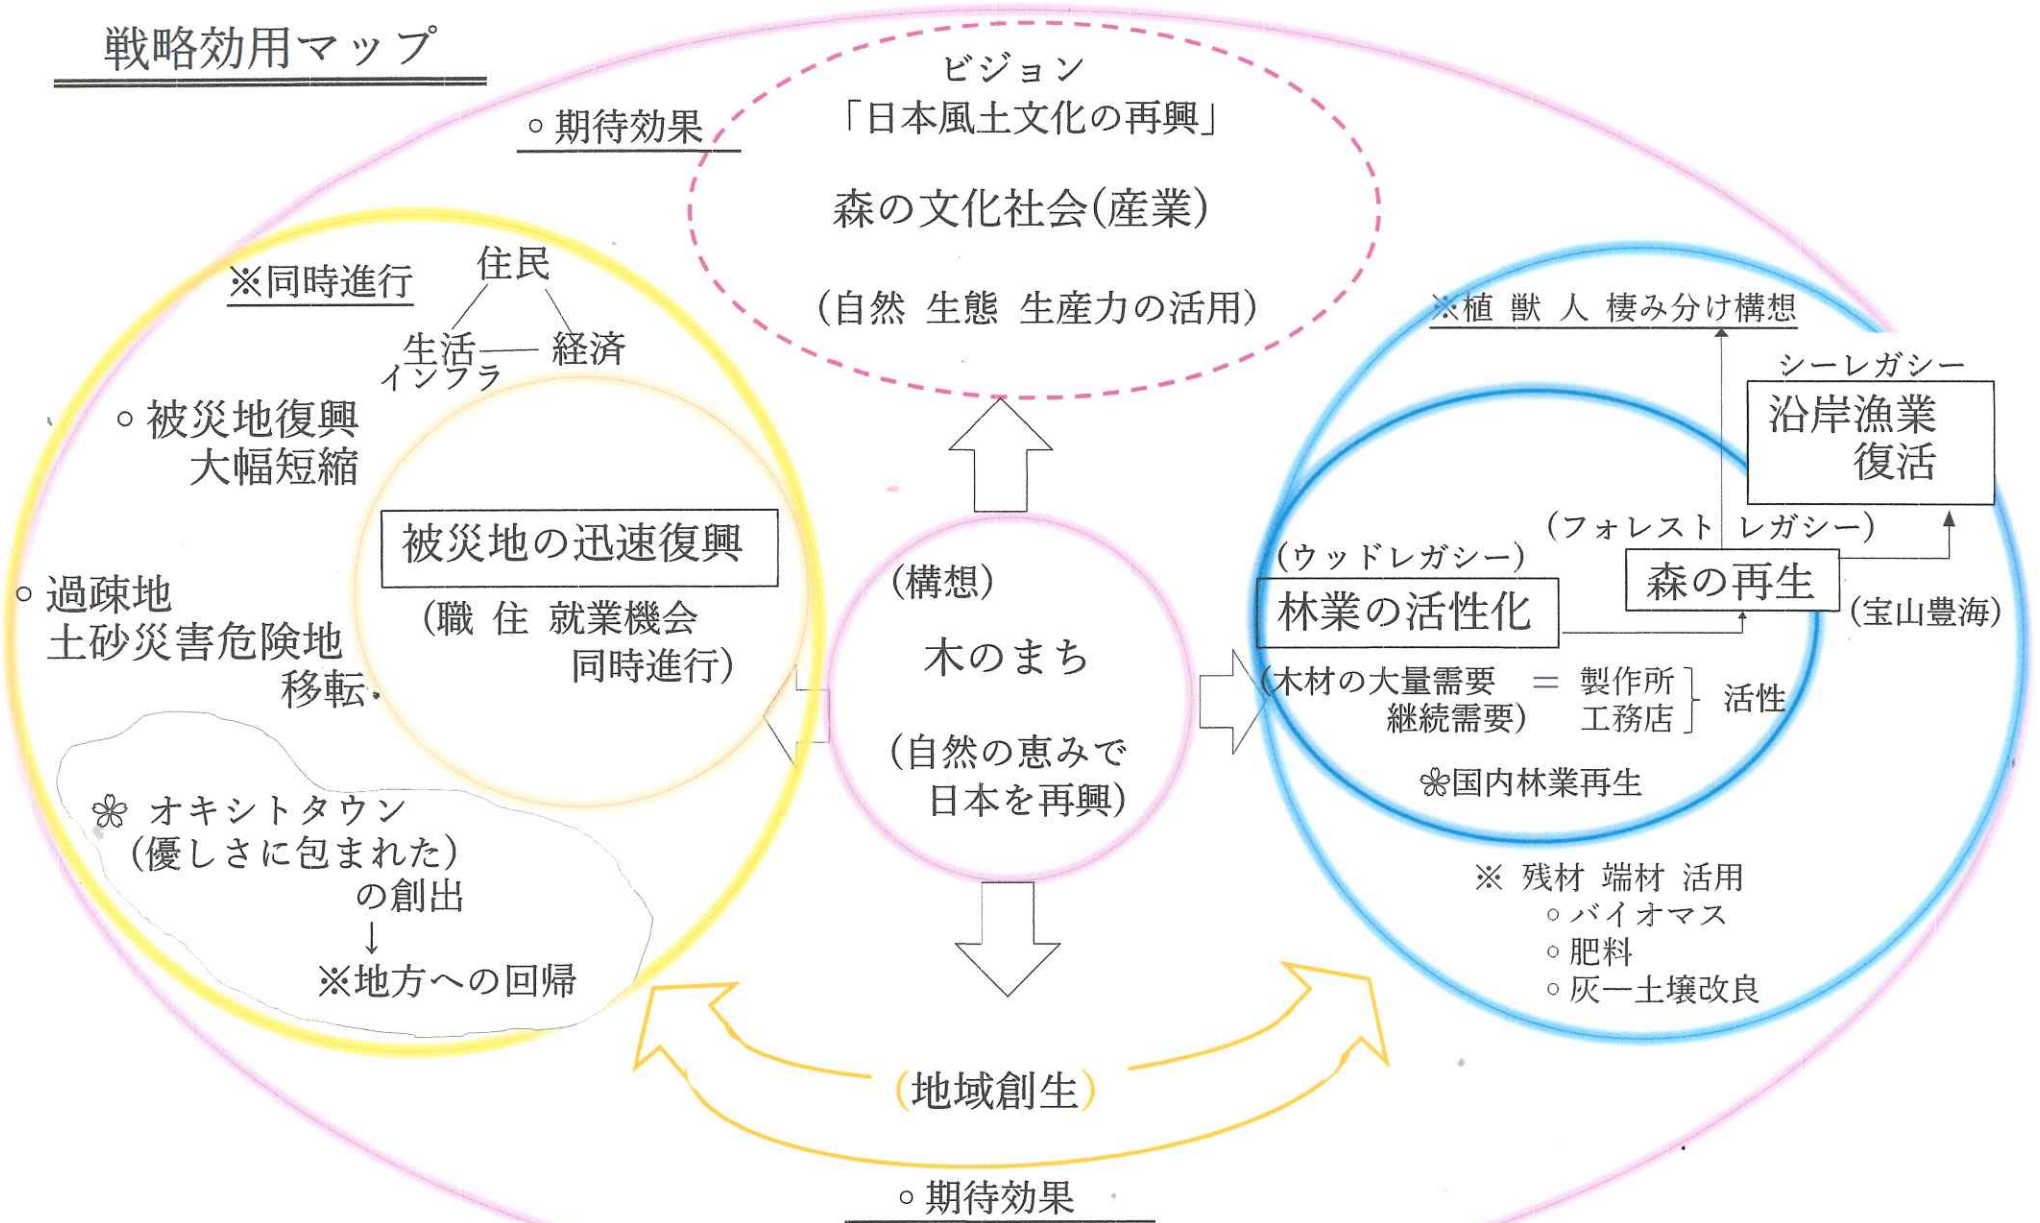 戦略効用マップ
○期待効果
ビジョン
「日本風土文化の再興」
森の文化社会(産業)
(自然 生態 生産力の活用)
※同時進行
住民
生活 経済
インフラ
○被災地復興
大幅短縮
被災地の迅速復興
(職 住 就業機会
同時進行)
○過疎地
土砂災害危険地
移転
オキシトタウン
(優しさに包まれた)
の創出
↓
※地方への回帰
(構想)
木のまち
(自然の恵みで
日本を再興)
※植 獣 人 棲み分け構想
シーレガシー
沿岸漁業
復活
(フォレスト レガシー)
森の再生
(宝山豊海)
(ウッドレガシー)
林業の活性化
(木材の大量需要 = 製作所
継続需要) 工務店
活性
国内林業再生
※ 残材 端材 活用
○バイオマス
○肥料
○灰―土壌改良
(地域創生)
○期待効果